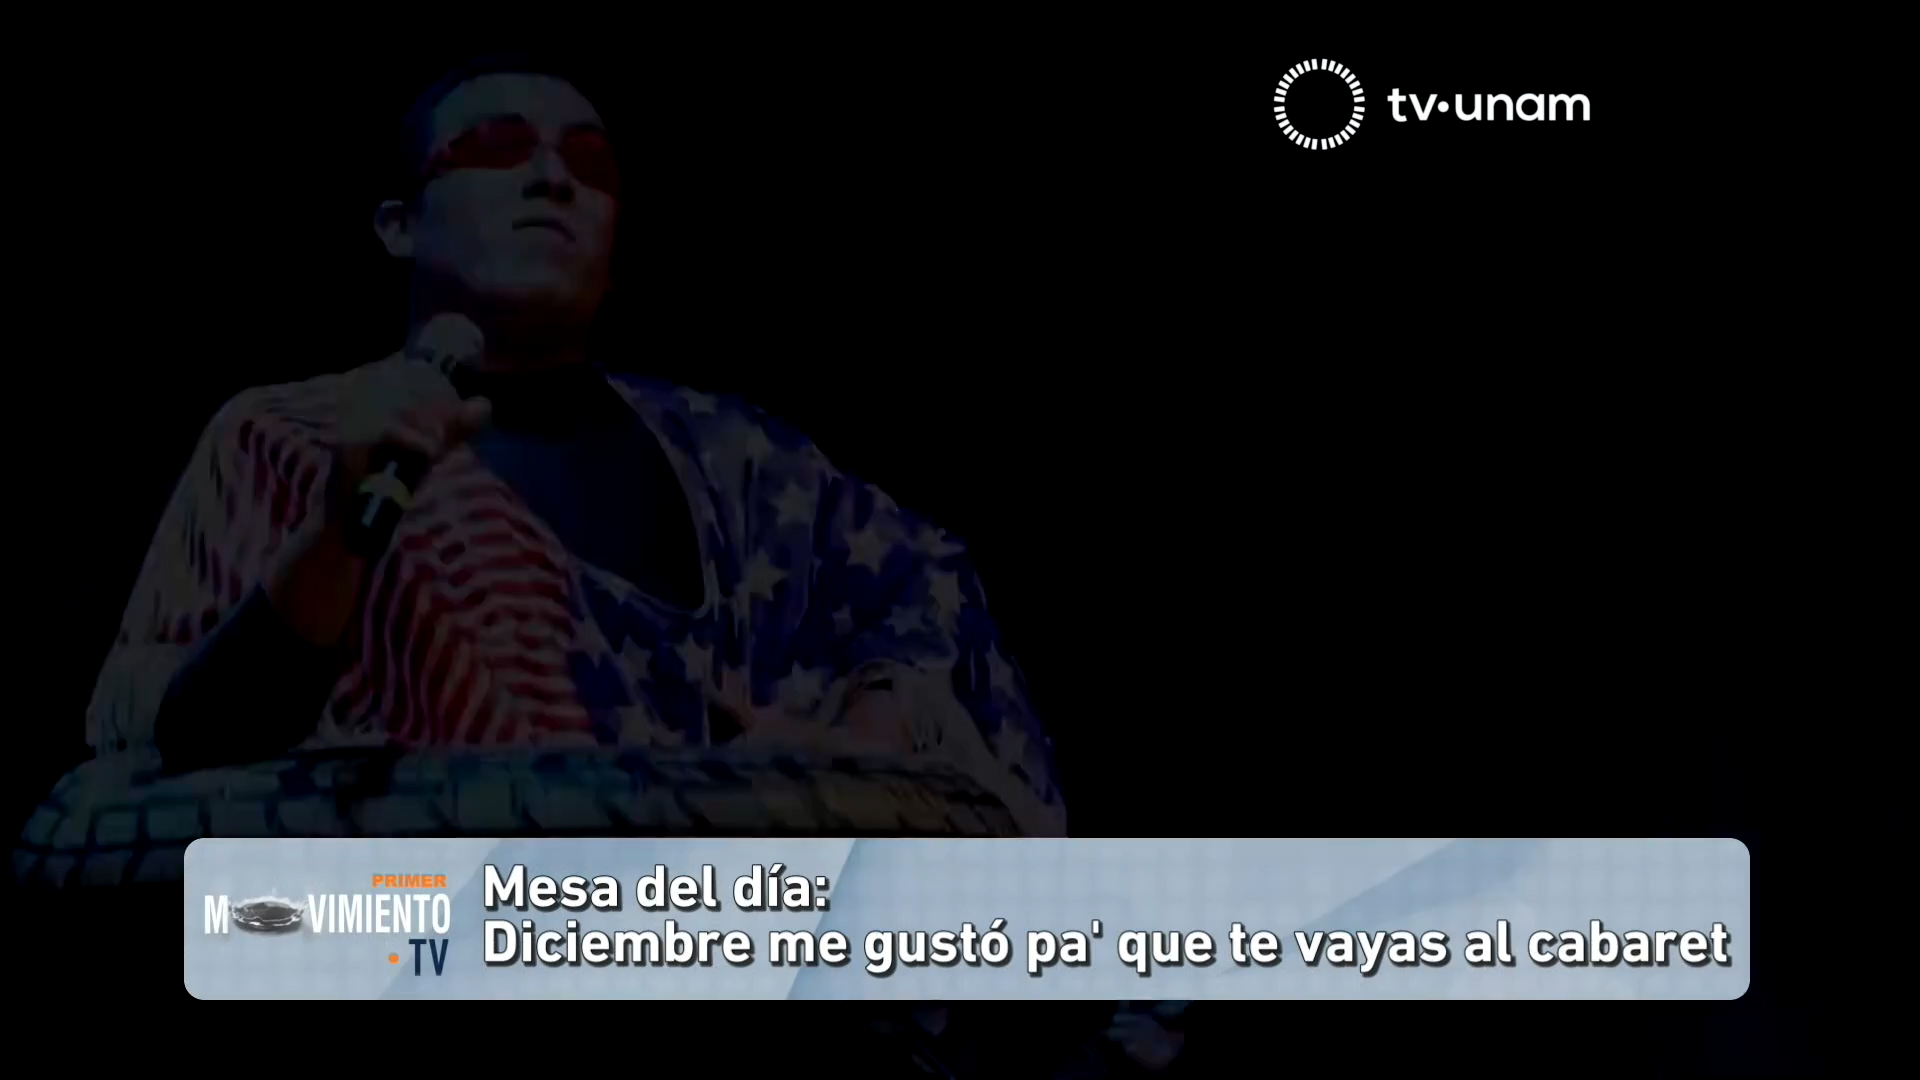 tv·unam
PRIMER
MOVIMIENTO
·TV
Mesa del día:
Diciembre me gustó pa' que te vayas al cabaret